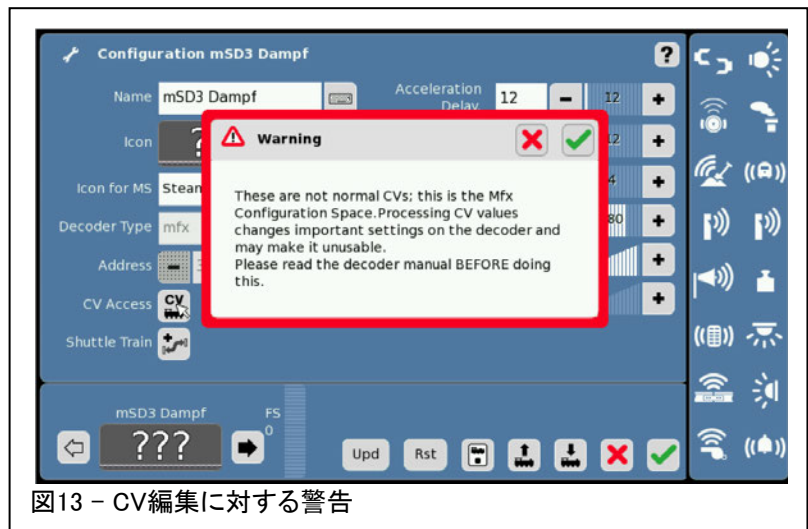 Configuration mSD3 Dampf
?
Name mSD3 Dampf
Acceleration
Delay.
12 − 12 +
Icon
12 +
Warning
Icon for MS Steam
4 +
Decoder Type mfx
80 +
Address −
+
CV Access CV
+
Shuttle Train
These are not normal CVs; this is the Mfx
Configuration Space.Processing CV values
changes important settings on the decoder and
may make it unusable.
Please read the decoder manual BEFORE doing
this.
mSD3 Dampf
FS
0
???
Upd Rst
図13 − CV編集に対する警告